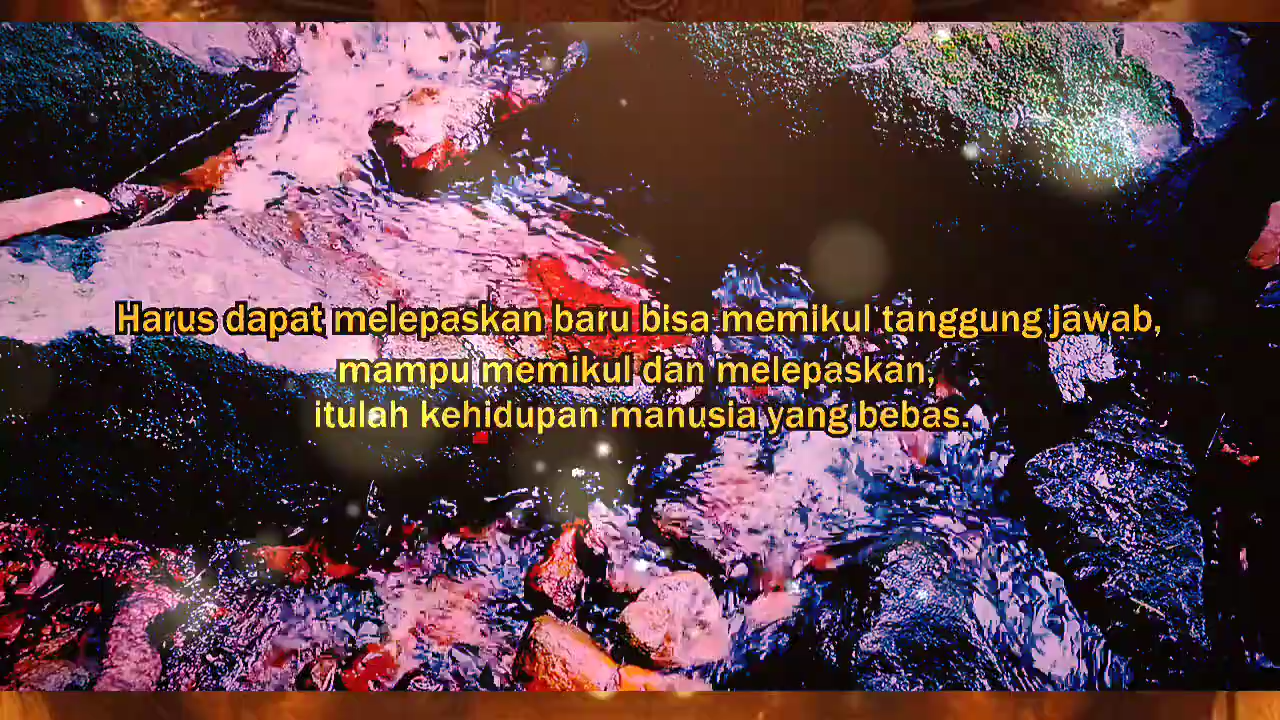 Harus dapat melepaskan baru bisa memikul tanggung jawab,
mampu memikul dan melepaskan,
itulah kehidupan manusia yang bebas.